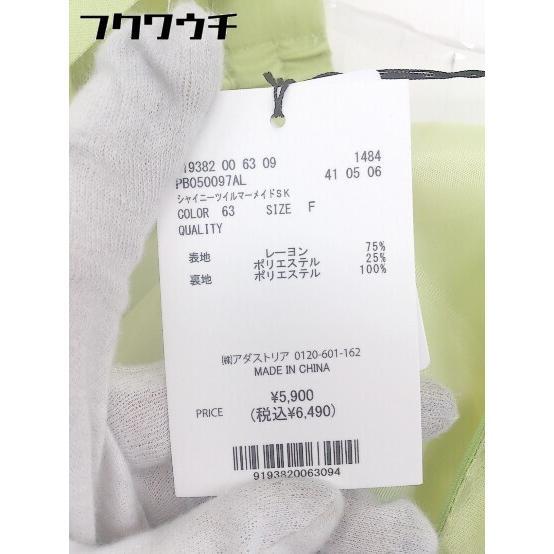 フクウウチ
19382 00 63 09 1484
PB050097AL 41 05 06
シャイニーツイルマーメイドSK
COLOR 63 SIZE F
QUALITY
表地 レーヨン 75%
ポリエステル 25%
裏地 ポリエステル 100%
㈱アダストリア 0120-601-162
MADE IN CHINA
¥5,900
PRICE (税込¥6,490)
9193820063094